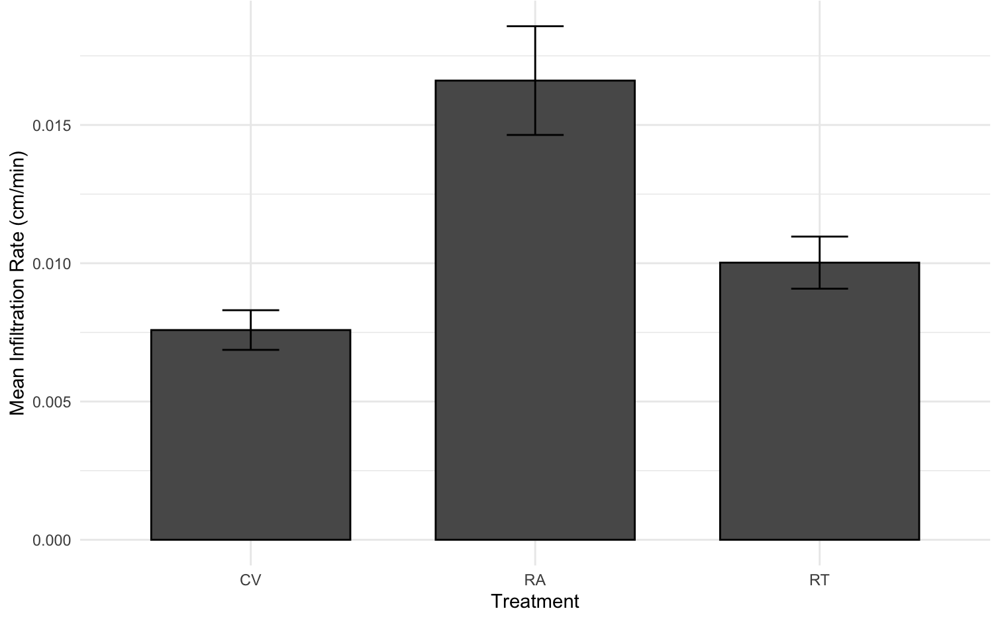 Mean Infiltration Rate (cm/min)
0.015
0.010
0.005
0.000
CV RA RT
Treatment